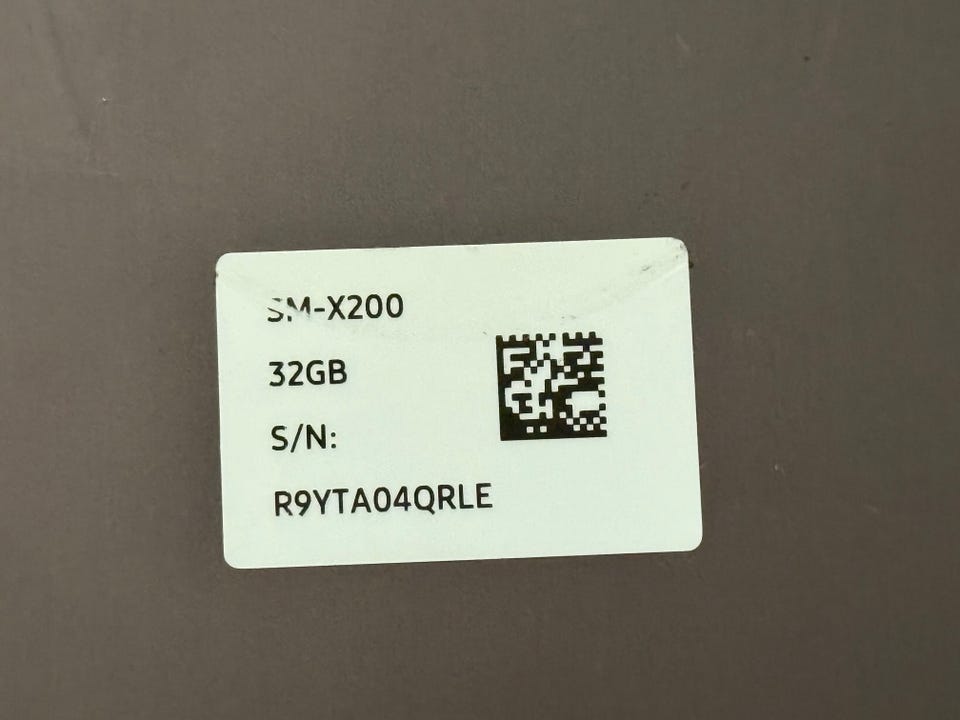 SM-X200
32GB
S/N:
R9YTA04QRLE